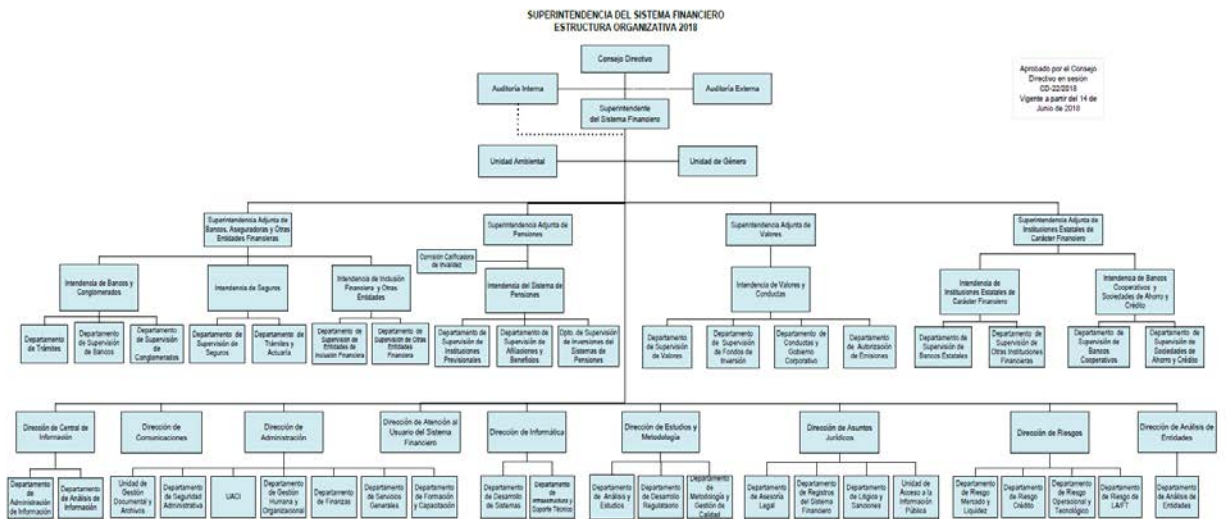 SUPERINTENDENCIA DEL SISTEMA FINANCIERO
ESTRUCTURA ORGANIZATIVA 2018
Consejo Directivo
Aprobado por el Consejo
Directivo en sesión
CD-22/2018
Vigente a partir del 14 de
Junio de 2018
Auditoría Interna
Auditoría Externa
Superintendente
del Sistema Financiero
Unidad Ambiental
Unidad de Género
Superintendencia Adjunta de
Bancos, Aseguradoras y Otras
Entidades Financieras
Superintendencia Adjunta de
Pensiones
Superintendencia Adjunta de
Valores
Superintendencia Adjunta de
Instituciones Estatales de
Carácter Financiero
Comisión Calificadora
de Invalidez
Intendencia de Bancos y
Conglomerados
Intendencia de Seguros
Intendencia de Inclusión
Financiera y Otras
Entidades
Intendencia del Sistema de
Pensiones
Intendencia de Valores y
Conductas
Intendencia de
Instituciones Estatales de
Carácter Financiero
Intendencia de Bancos
Cooperativos y
Sociedades de Ahorro y
Crédito
Departamento
de Trámites
Departamento
de Supervisión
de Bancos
Departamento
de Supervisión
de
Conglomerados
Departamento de
Supervisión de
Seguros
Departamento de
Trámites y
Actuaría
Departamento de
Supervisión de
Entidades de
Inclusión Financiera
Departamento de
Supervisión de Otras
Entidades
Financiera
Departamento de
Supervisión de
Instituciones
Previsionales
Departamento de
Supervisión de
Afiliaciones y
Beneficios
Dpto. de Supervisión
de Inversiones del
Sistemas de
Pensiones
Departamento
de Supervisión
de Valores
Departamento de
Supervisión
de Fondos de
Inversión
Departamento de
Conductas y
Gobierno
Corporativo
Departamento
de Autorización
de Emisiones
Departamento
de Supervisión de
Bancos Estatales
Departamento de
Supervisión de
Otras Instituciones
Financieras
Departamento de
Supervisión de
Bancos
Cooperativos
Departamento de
Supervisión de
Sociedades de
Ahorro y Crédito
Dirección de Central de
Información
Dirección de
Comunicaciones
Dirección de
Administración
Dirección de Atención al
Usuario del Sistema
Financiero
Dirección de Informática
Dirección de Estudios y
Metodología
Dirección de Asuntos
Jurídicos
Dirección de Riesgos
Dirección de Análisis de
Entidades
Departamento
de
Administración
de Información
Departamento
de Análisis de
Información
Unidad de
Gestión
Documental y
Archivos
Departamento
de Seguridad
Administrativa
UACI
Departamento
de Gestión
Humana y
Organizacional
Departamento
de Finanzas
Departamento
de Servicios
Generales
Departamento
de Formación
y Capacitación
Departamento
de Desarrollo
de Sistemas
Departamento
de
Infraestructura y
Soporte Técnico
Departamento
de Análisis y
Estudios
Departamento
de Desarrollo
Regulatorio
Departamento
de
Metodología y
Gestión de
Calidad
Departamento
de Asesoría
Legal
Departamento
de Registros
del Sistema
Financiero
Departamento
de Litigios y
Sanciones
Unidad de
Acceso a la
Información
Pública
Departamento
de Riesgo
Mercado y
Liquidez
Departamento
de Riesgo
Crédito
Departamento
de Riesgo
Operacional y
Tecnológico
Departamento
de Riesgo de
LA/FT
Departamento
de Análisis de
Entidades